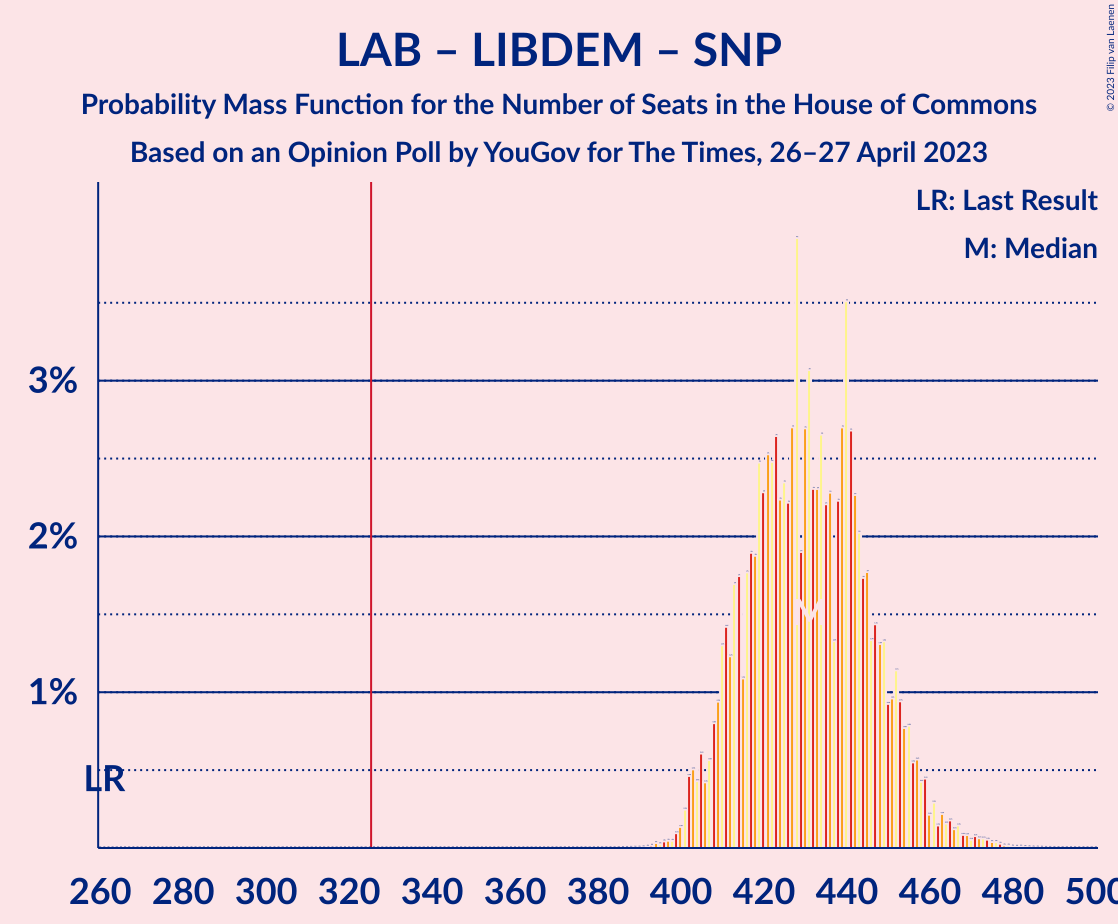 LAB – LIBDEM – SNP
Probability Mass Function for the Number of Seats in the House of Commons
Based on an Opinion Poll by YouGov for The Times, 26–27 April 2023
© 2023 Filip van Laenen
LR: Last Result
M: Median
3%
2%
1%
M
LR
260 280 300 320 340 360 380 400 420 440 460 480 500